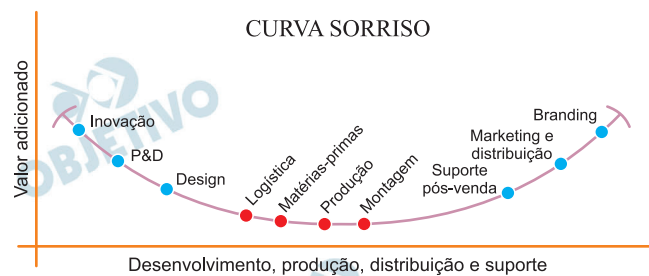 CURVA SORRISO
Valor adicionado
OBJETIVO
Inovação
P&D
Design
Logística
Matérias-primas
Produção
Montagem
Suporte
pós-venda
Marketing e
distribuição
Branding
Desenvolvimento, produção, distribuição e suporte